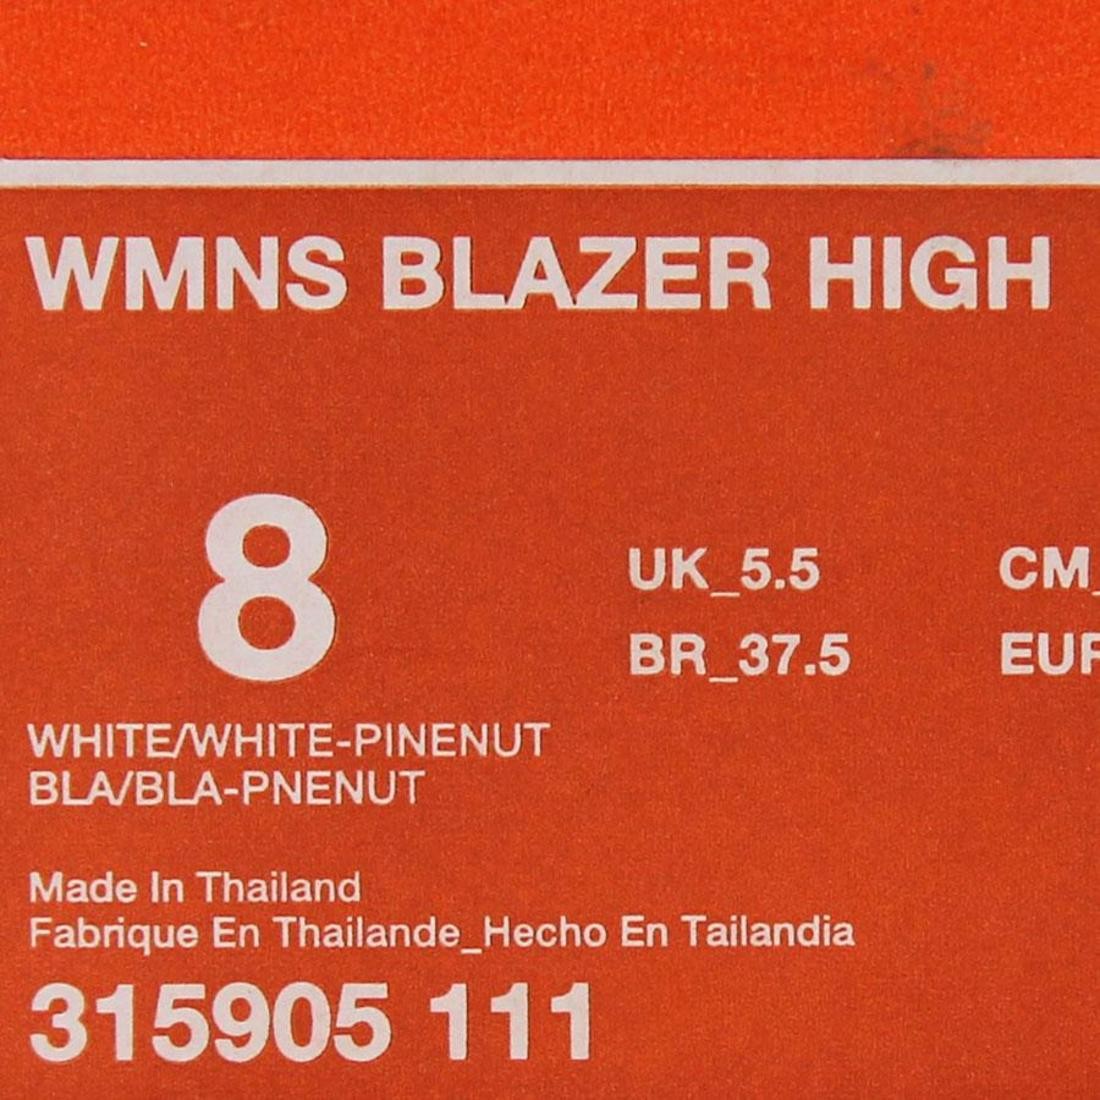 WMNS BLAZER HIGH
8
UK_5.5 CM_
BR_37.5 EUR
WHITE/WHITE-PINENUT
BLA/BLA-PNENUT
Made In Thailand
Fabrique En Thailande_Hecho En Tailandia
315905 111